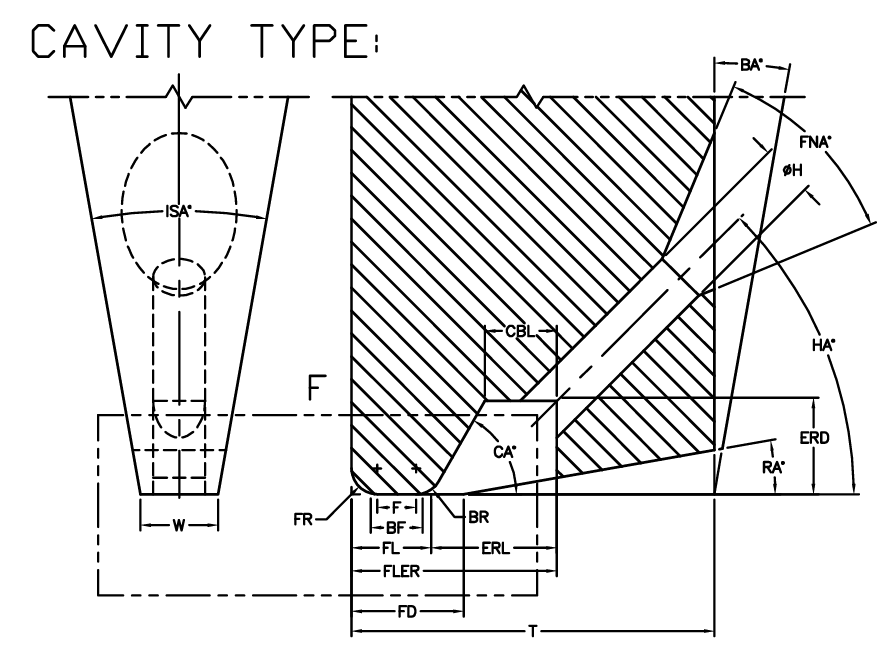 CAVITY TYPE:
BA°
FNA°
ØH
ISA°
CBL
HA°
F
ERD
CA°
RA°
FR
F
BR
W
BF
FL
ERL
FLER
FD
T